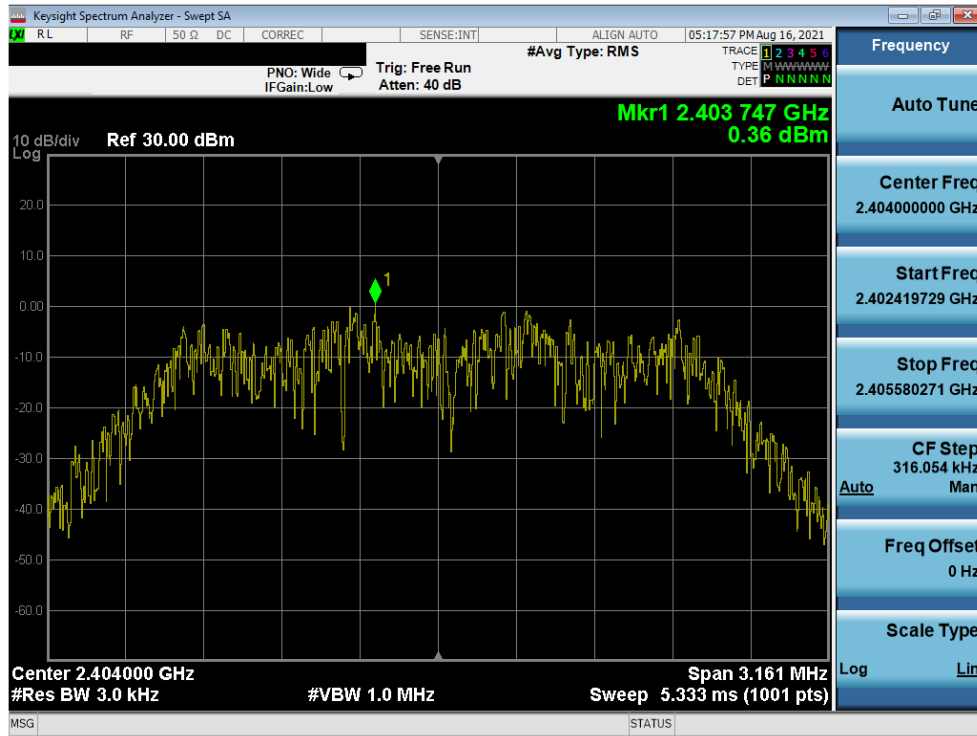 Keysight Spectrum Analyzer - Swept SA
LXI RL RF 50 Ω DC CORREC SENSE:INT ALIGN AUTO 05:17:57 PM Aug 16, 2021
PNO: Wide
IFGain:Low
Trig: Free Run
Atten: 40 dB
#Avg Type: RMS
TRACE 1 2 3 4 5 6
TYPE M WWWWW
DET P N N N N N
Mkr1 2.403 747 GHz
0.36 dBm
10 dB/div
Log
Ref 30.00 dBm
20.0
10.0
0.00
-10.0
-20.0
-30.0
-40.0
-50.0
-60.0
1
Center 2.404000 GHz
#Res BW 3.0 kHz
#VBW 1.0 MHz
Span 3.161 MHz
Sweep 5.333 ms (1001 pts)
MSG
STATUS
Frequency
Auto Tune
Center Freq
2.404000000 GHz
Start Freq
2.402419729 GHz
Stop Freq
2.405580271 GHz
CF Step
316.054 kHz
Auto Man
Freq Offset
0 Hz
Scale Type
Log Lin